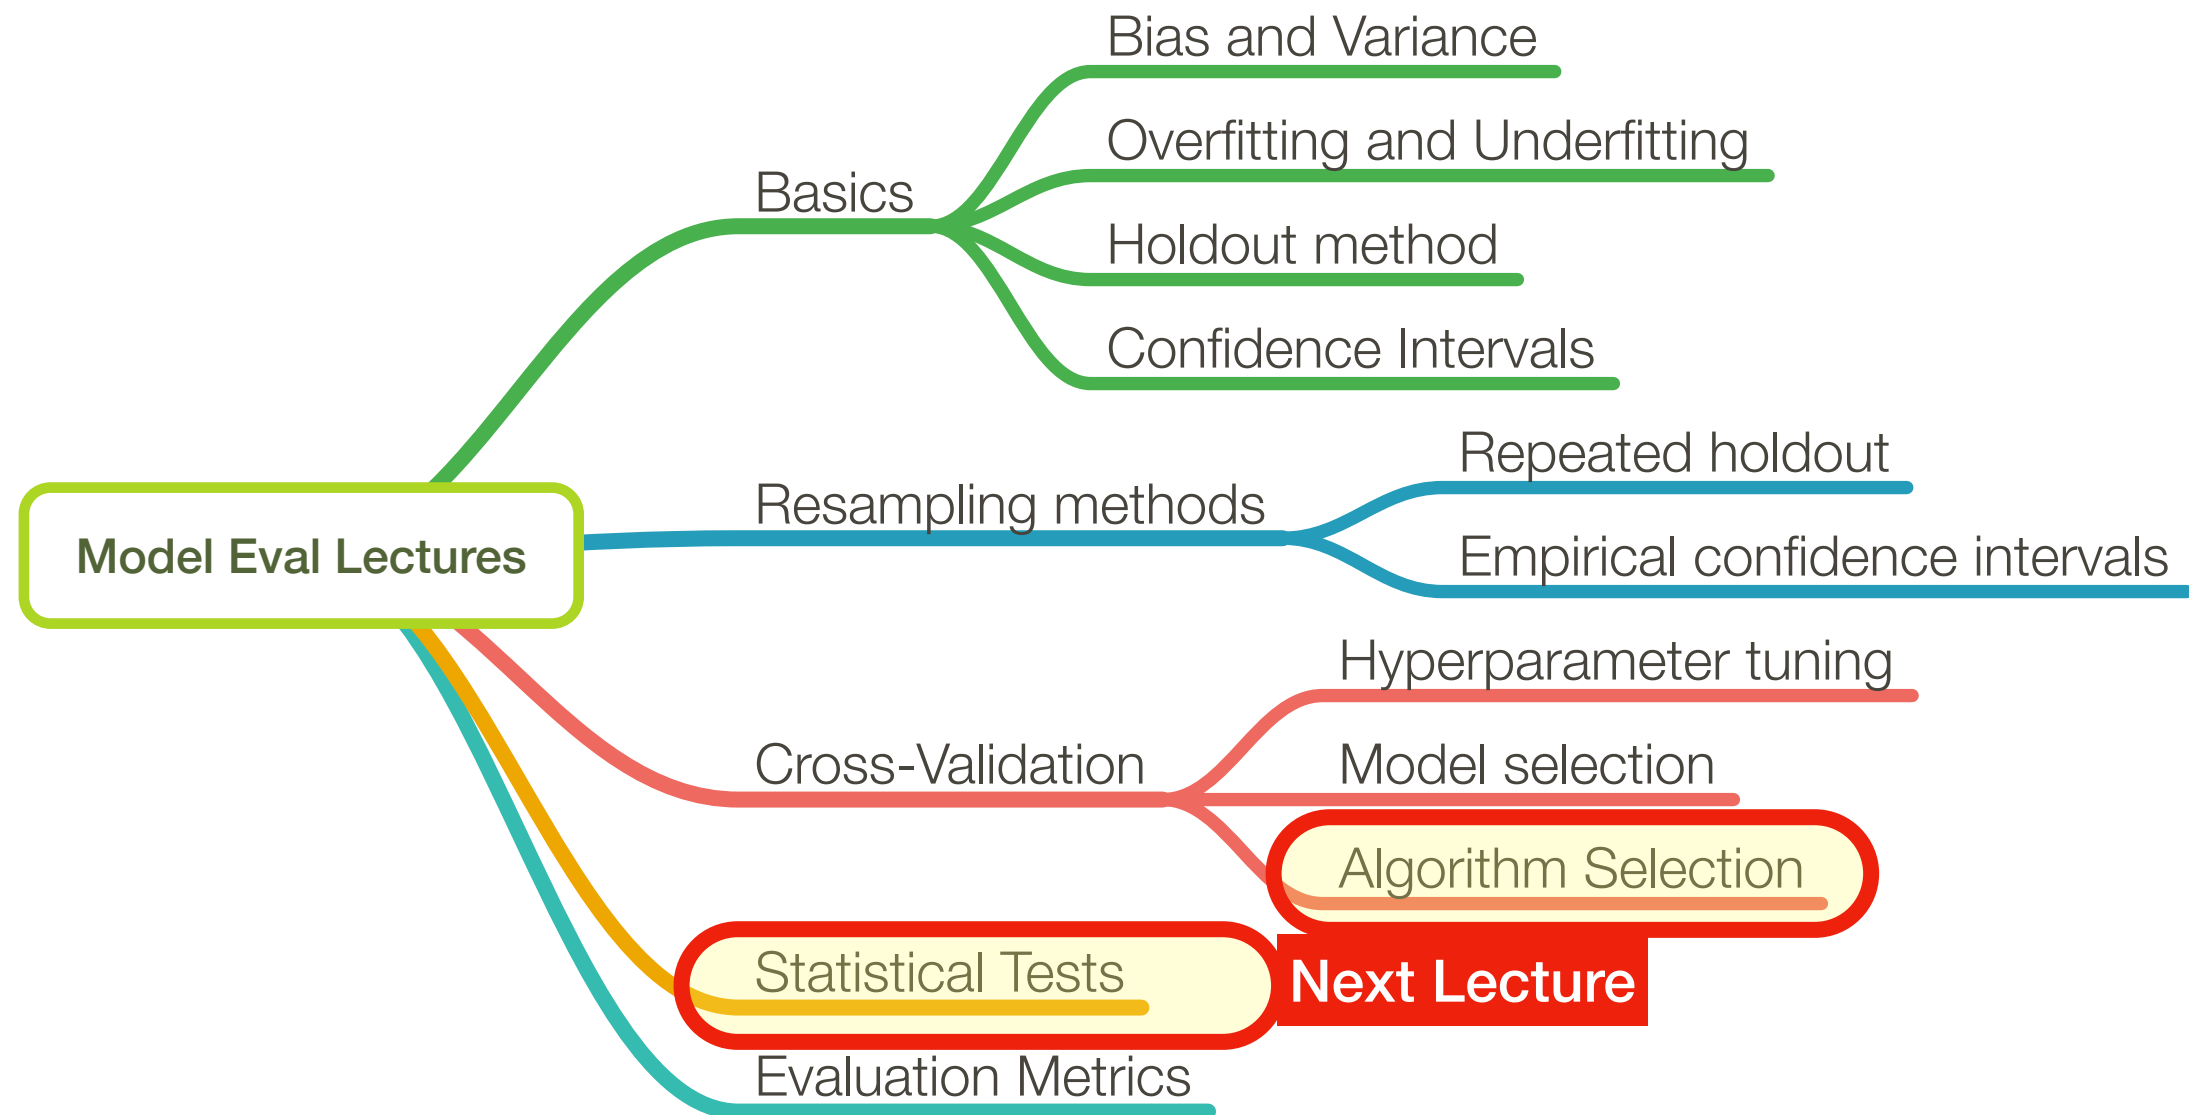 Bias and Variance
Overfitting and Underfitting
Basics
Holdout method
Confidence Intervals
Repeated holdout
Resampling methods
Empirical confidence intervals
Model Eval Lectures
Hyperparameter tuning
Cross-Validation
Model selection
Algorithm Selection
Statistical Tests
Next Lecture
Evaluation Metrics